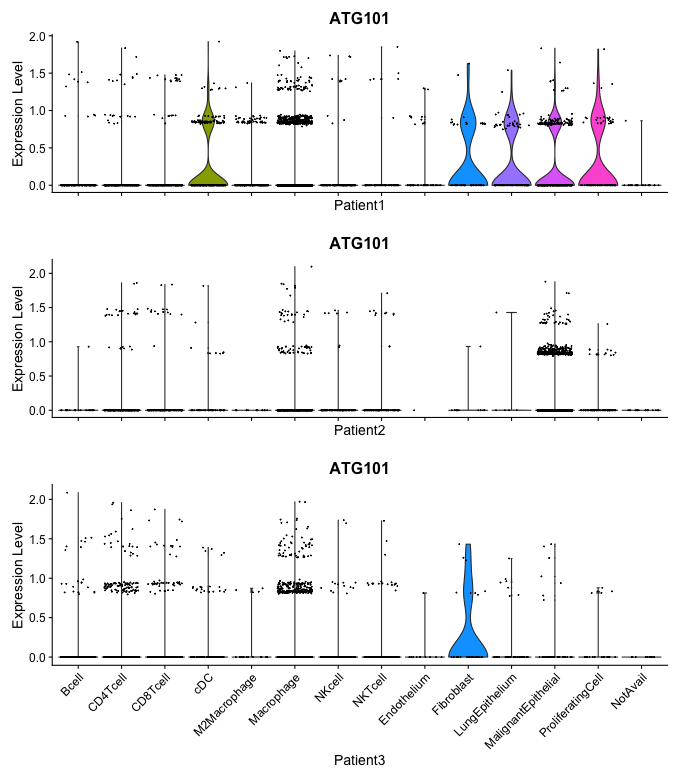 ATG101
Expression Level
2.0
1.5
1.0
0.5
0.0
Patient1
ATG101
Expression Level
2.0
1.5
1.0
0.5
0.0
Patient2
ATG101
Expression Level
2.0
1.5
1.0
0.5
0.0
Bcell
CD4Tcell
CD8Tcell
cDC
M2Macrophage
Macrophage
NKcell
NKTcell
Endothelium
Fibroblast
LungEpithelium
MalignantEpithelial
ProliferatingCell
NotAvail
Patient3